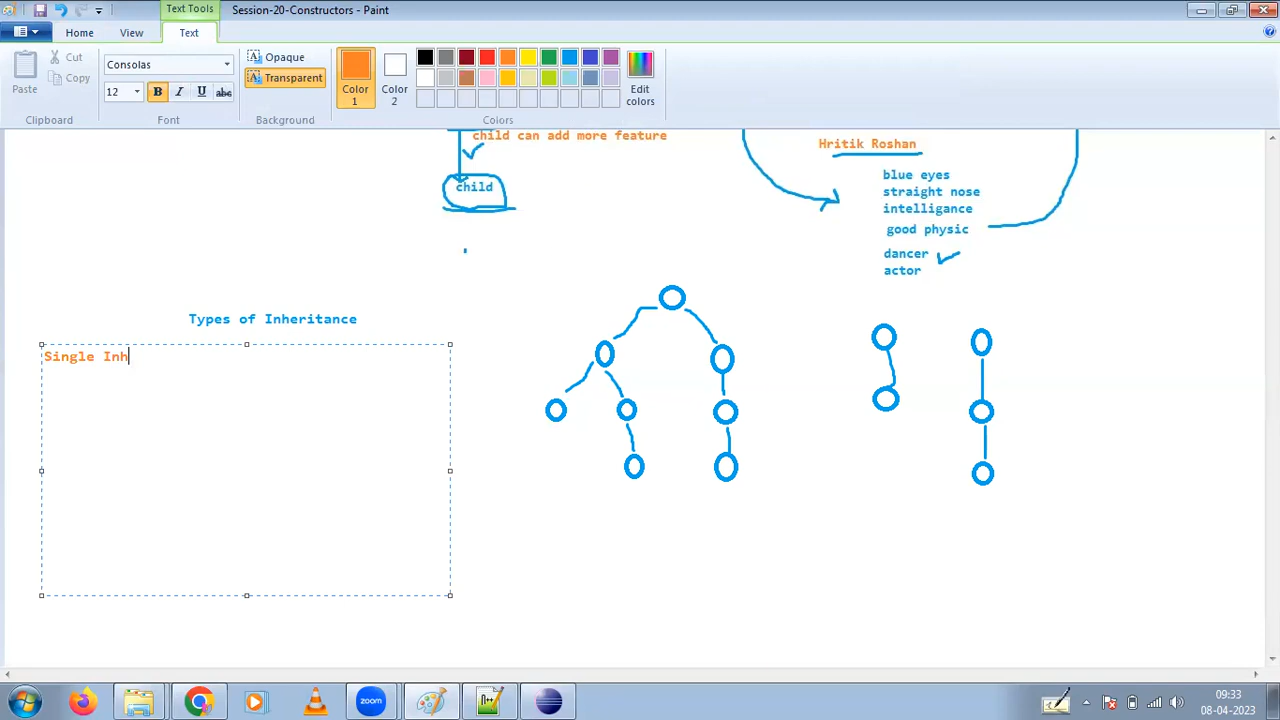 Text Tools
Session-20-Constructors - Paint
Home
View
Text
Paste
Cut
Copy
Clipboard
Consolas
12
B
I
U
abc
Font
Opaque
Transparent
Background
Color 1
Color 2
Edit colors
Colors
child can add more feature
child
Hritik Roshan
blue eyes
straight nose
intelligance
good physic
dancer
actor
Types of Inheritance
Single Inh
zoom
09:33
08-04-2023